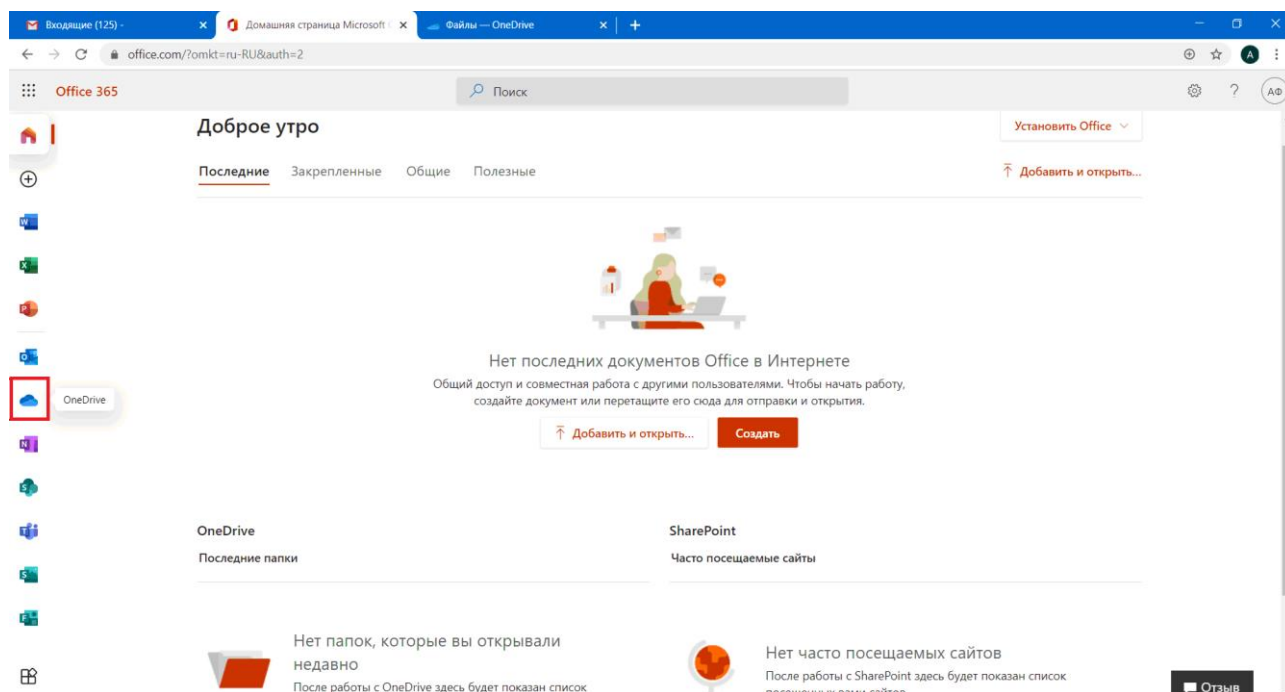 Входящие (125) -
Домашняя страница Microsoft
Файлы — OneDrive
office.com/?omkt=ru-RU&auth=2
A
Office 365
Поиск
?
АФ
Доброе утро
Установить Office
Последние
Закрепленные
Общие
Полезные
Добавить и открыть...
Нет последних документов Office в Интернете
Общий доступ и совместная работа с другими пользователями. Чтобы начать работу,
создайте документ или перетащите его сюда для отправки и открытия.
OneDrive
Добавить и открыть...
Создать
OneDrive
SharePoint
Последние папки
Часто посещаемые сайты
Нет папок, которые вы открывали
недавно
После работы с OneDrive здесь будет показан список
Нет часто посещаемых сайтов
После работы с SharePoint здесь будет показан список
посещенных вами сайтов
Отзыв